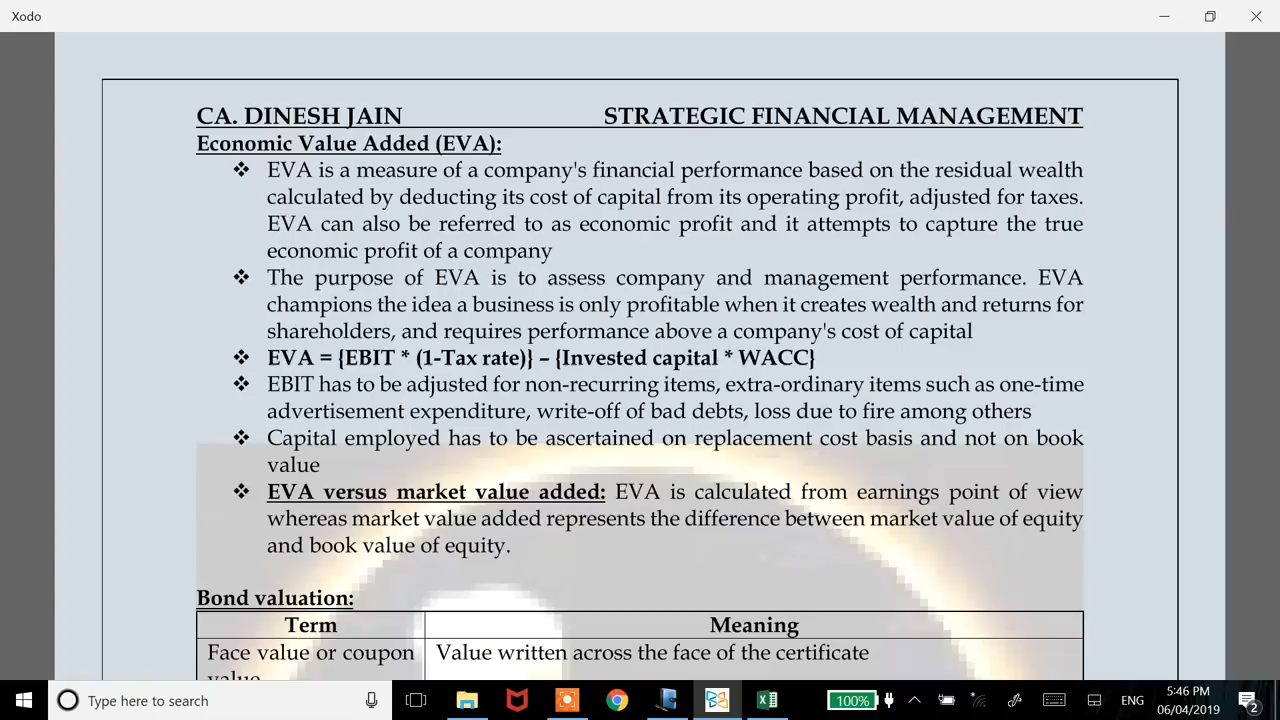 Xodo
CA. DINESH JAIN STRATEGIC FINANCIAL MANAGEMENT
Economic Value Added (EVA):
❖ EVA is a measure of a company's financial performance based on the residual wealth
calculated by deducting its cost of capital from its operating profit, adjusted for taxes.
EVA can also be referred to as economic profit and it attempts to capture the true
economic profit of a company
❖ The purpose of EVA is to assess company and management performance. EVA
champions the idea a business is only profitable when it creates wealth and returns for
shareholders, and requires performance above a company's cost of capital
❖ EVA = {EBIT * (1-Tax rate)} – {Invested capital * WACC}
❖ EBIT has to be adjusted for non-recurring items, extra-ordinary items such as one-time
advertisement expenditure, write-off of bad debts, loss due to fire among others
❖ Capital employed has to be ascertained on replacement cost basis and not on book
value
❖ EVA versus market value added: EVA is calculated from earnings point of view
whereas market value added represents the difference between market value of equity
and book value of equity.
Bond valuation:
Term Meaning
Face value or coupon Value written across the face of the certificate
value
Type here to search 100% ENG 5:46 PM
06/04/2019 2